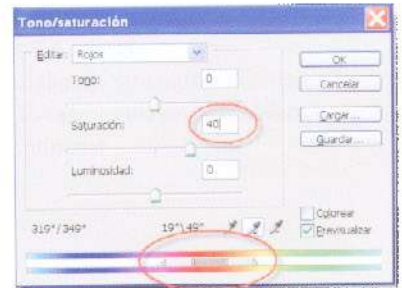 Tono/saturación
Editar: Rojos
OK
Tono: 0
Cancelar
Saturación: 40
Cargar...
Guardar...
Luminosidad: 0
Colorear
319°/349° 19°\49°
Previsualizar